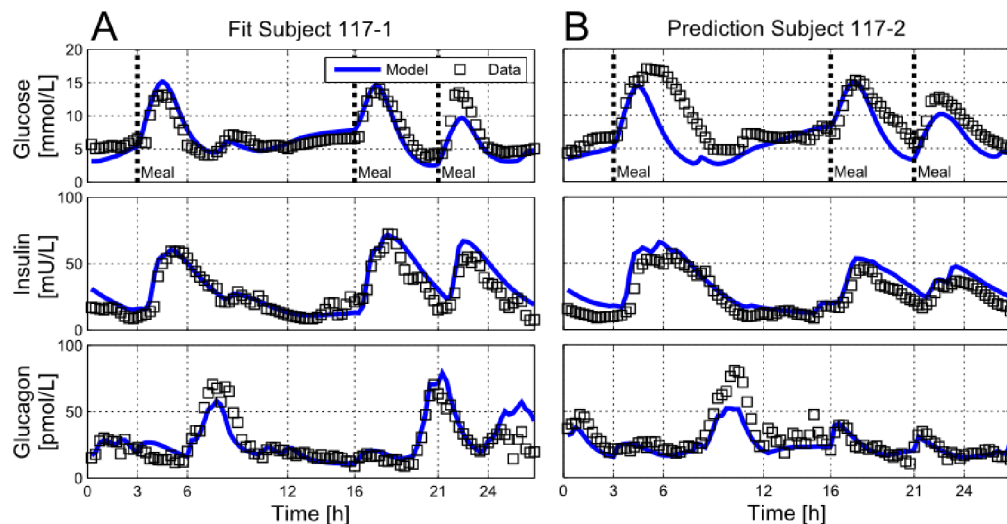 A
Fit Subject 117-1
B
Prediction Subject 117-2
Glucose
[mmol/L]
20
15
10
5
0
Model
Data
Meal
Meal
Meal
Meal
Meal
Meal
Insulin
[mU/L]
100
50
0
Glucagon
[pmol/L]
100
50
0
0 3 6 12 16 21 24
0 3 6 12 16 21 24
Time [h]
Time [h]